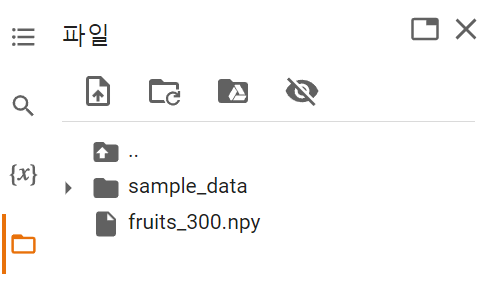 파일
{x}
..
sample_data
fruits_300.npy